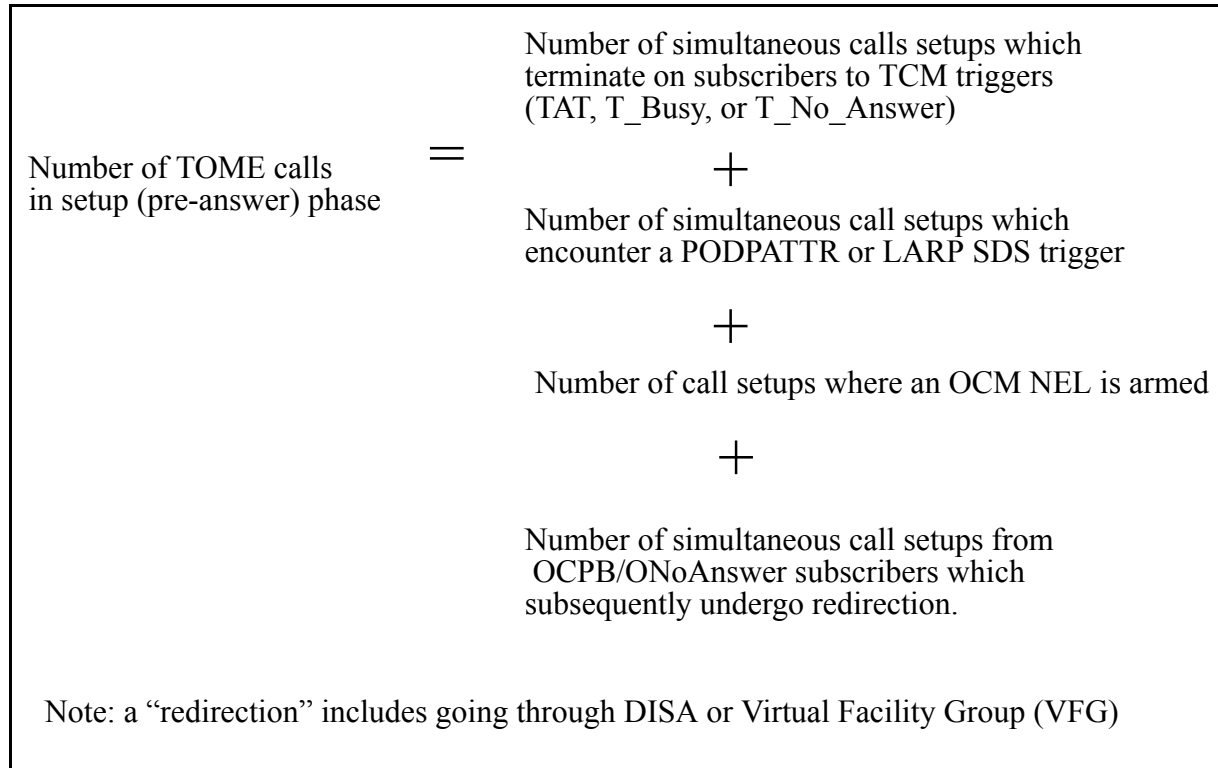 Number of TOME calls
in setup (pre-answer) phase
=
Number of simultaneous calls setups which
terminate on subscribers to TCM triggers
(TAT, T_Busy, or T_No_Answer)
+
Number of simultaneous call setups which
encounter a PODPATTR or LARP SDS trigger
+
Number of call setups where an OCM NEL is armed
+
Number of simultaneous call setups from
OCPB/ONoAnswer subscribers which
subsequently undergo redirection.
Note: a “redirection” includes going through DISA or Virtual Facility Group (VFG)